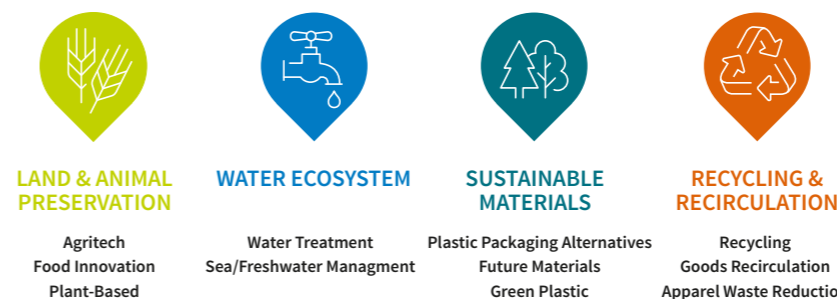 LAND & ANIMAL
PRESERVATION
Agritech
Food Innovation
Plant-Based
WATER ECOSYSTEM
Water Treatment
Sea/Freshwater Managment
SUSTAINABLE
MATERIALS
Plastic Packaging Alternatives
Future Materials
Green Plastic
RECYCLING &
RECIRCULATION
Recycling
Goods Recirculation
Apparel Waste Reductio